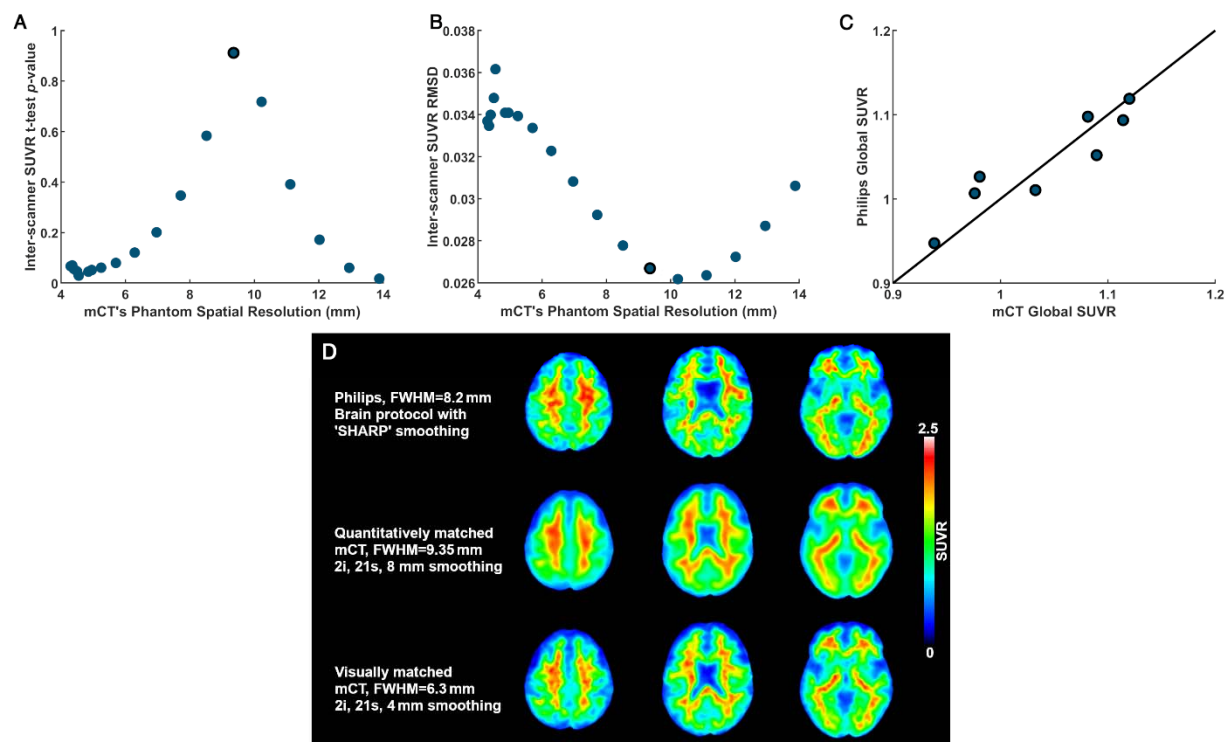 A
Inter-scanner SUVR t-test p-value
1
0.8
0.6
0.4
0.2
0
4 6 8 10 12 14
mCT's Phantom Spatial Resolution (mm)
B
Inter-scanner SUVR RMSD
0.038
0.036
0.034
0.032
0.03
0.028
0.026
4 6 8 10 12 14
mCT's Phantom Spatial Resolution (mm)
C
Philips Global SUVR
1.2
1.1
1
0.9
0.9 1 1.1 1.2
mCT Global SUVR
D
Philips, FWHM=8.2 mm
Brain protocol with
'SHARP' smoothing
Quantitatively matched
mCT, FWHM=9.35 mm
2i, 21s, 8 mm smoothing
Visually matched
mCT, FWHM=6.3 mm
2i, 21s, 4 mm smoothing
2.5
SUVR
0